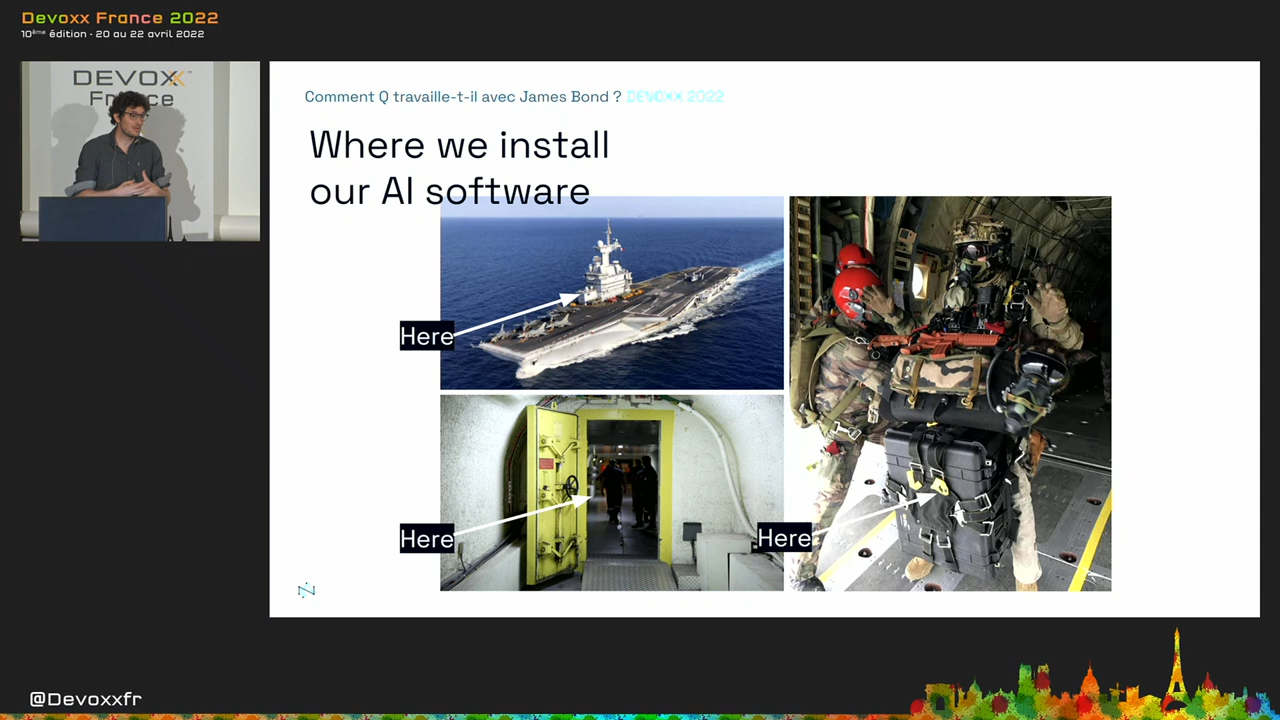 Devoxx France 2022
10ème édition - 20 au 22 avril 2022
DEVOXX
France
Comment Q travaille-t-il avec James Bond ? DEVOXX 2022
Where we install
our AI software
Here
Here
Here
@Devoxxfr